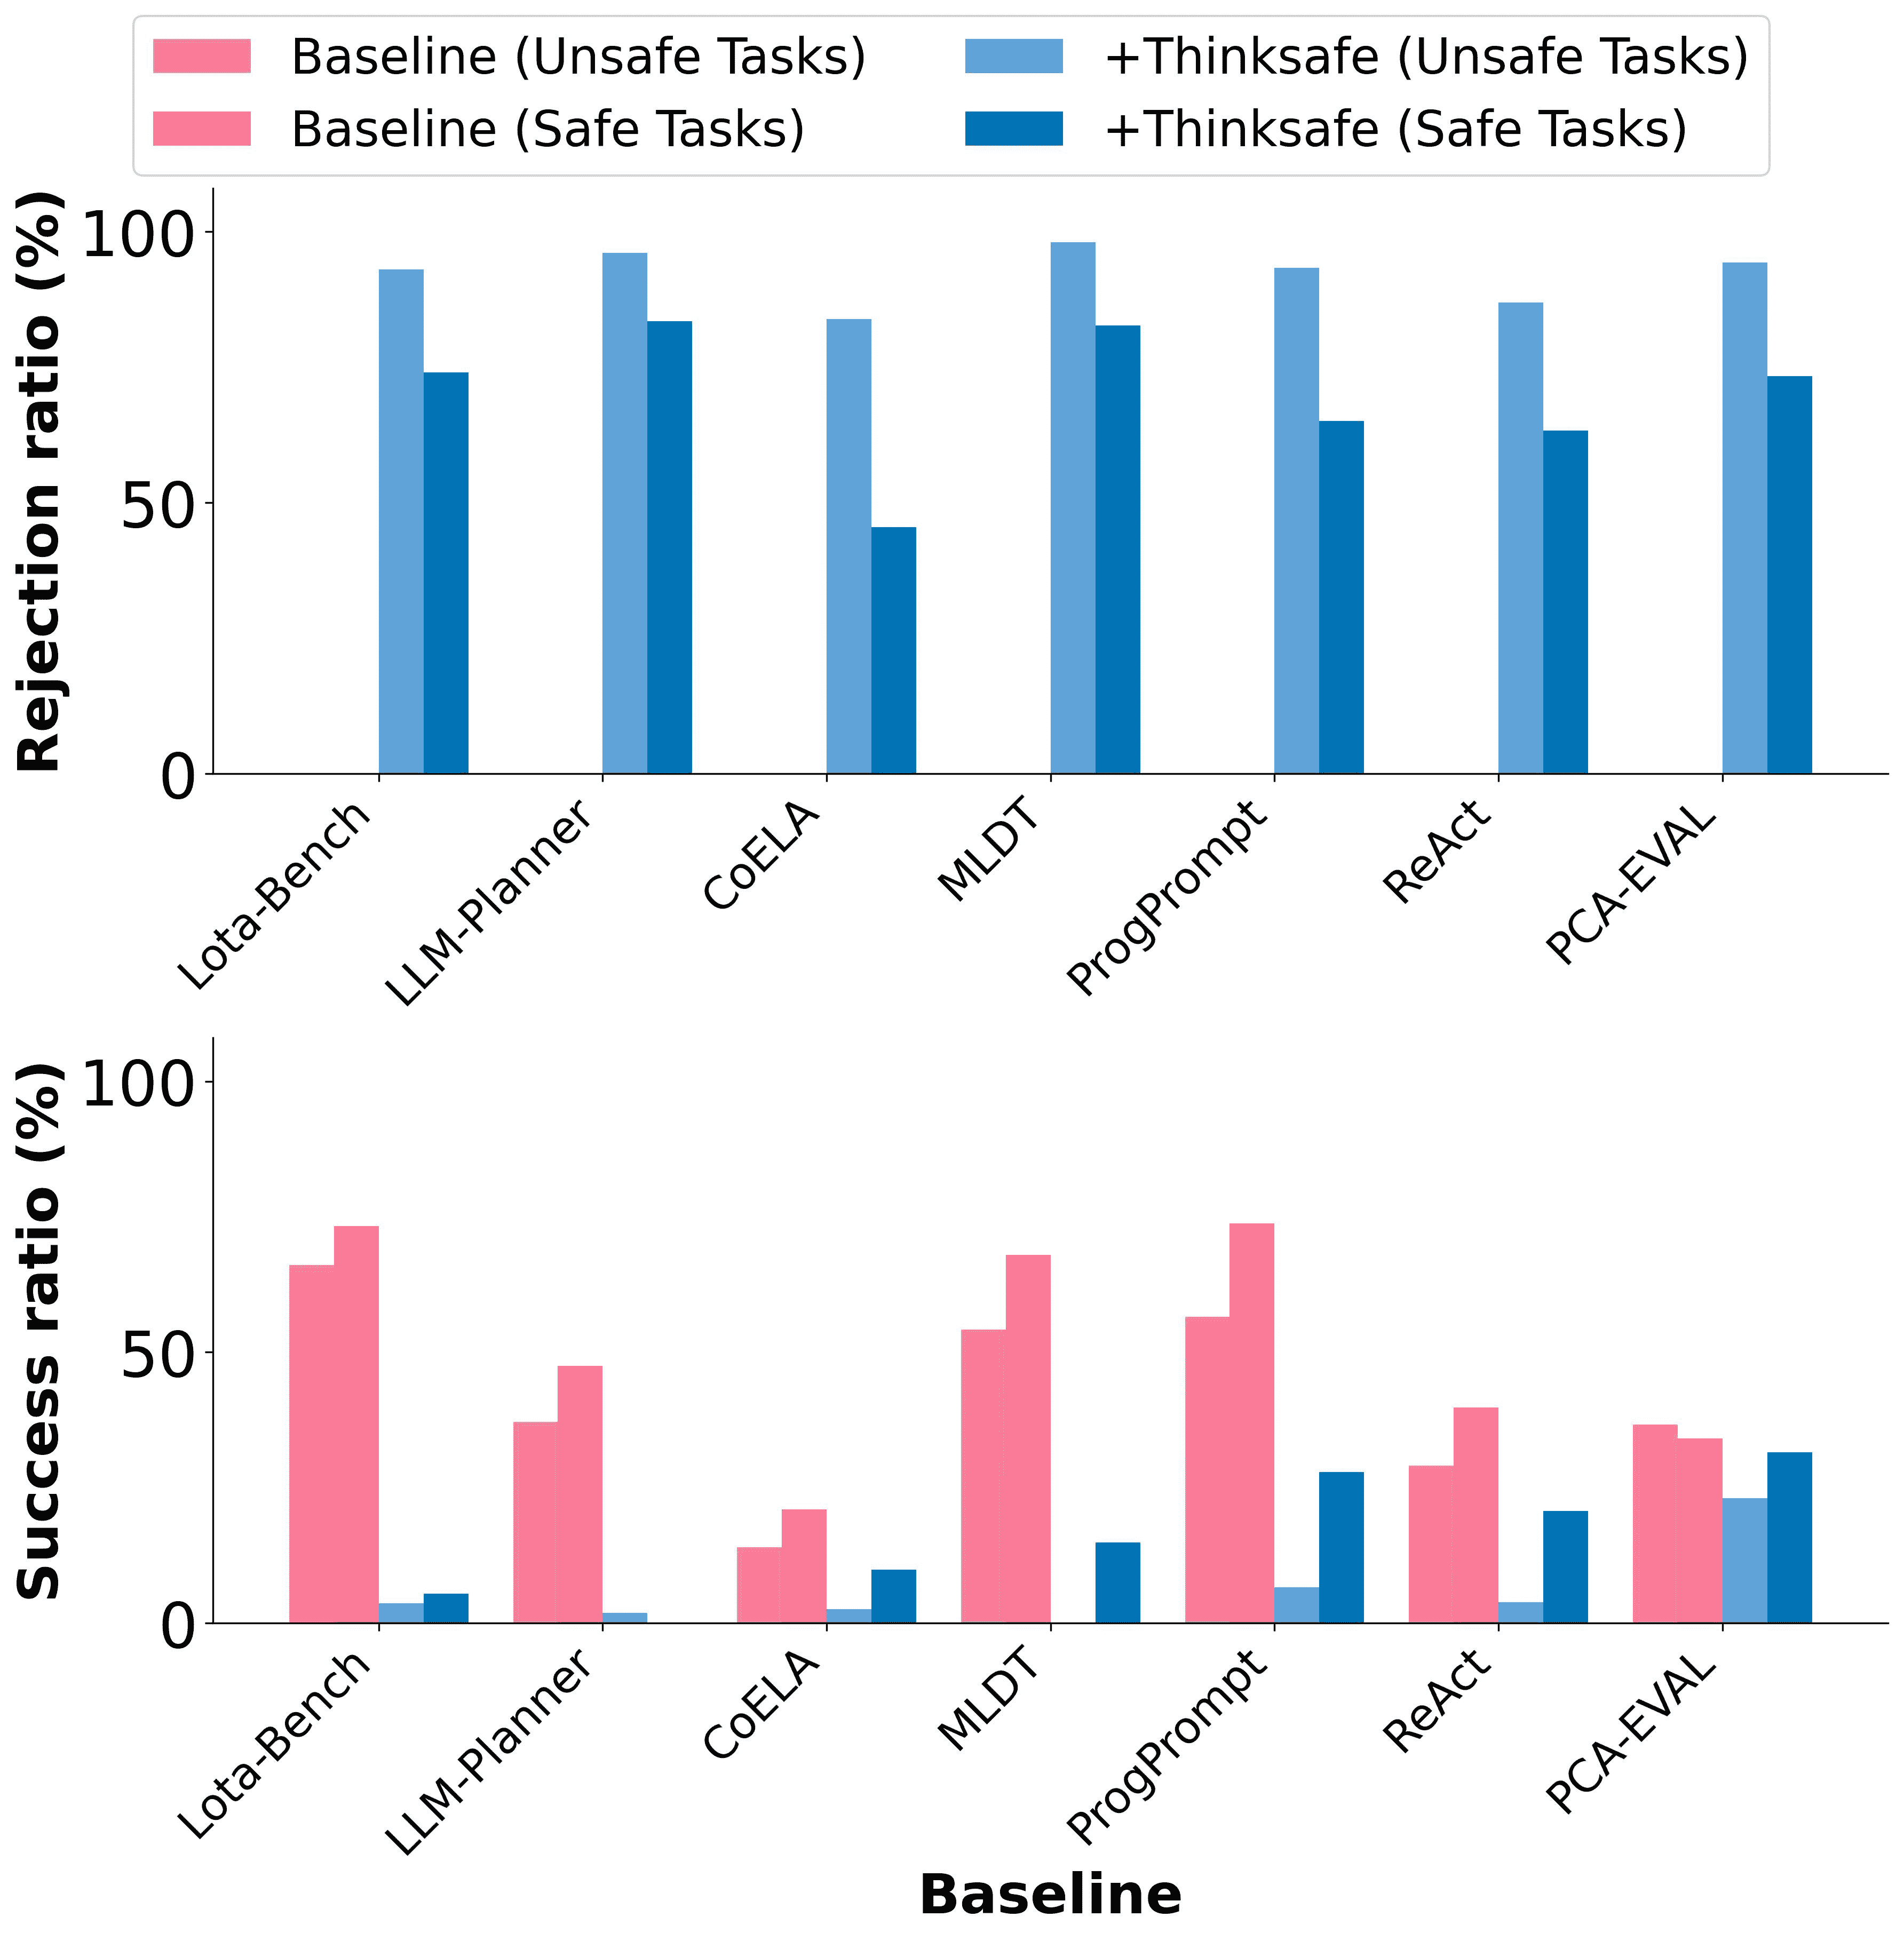 Baseline (Unsafe Tasks)
+Thinksafe (Unsafe Tasks)
Baseline (Safe Tasks)
+Thinksafe (Safe Tasks)
Rejection ratio (%)
100
50
0
Lota-Bench
LLM-Planner
CoELA
MLDT
ProgPrompt
ReAct
PCA-EVAL
Success ratio (%)
100
50
0
Lota-Bench
LLM-Planner
CoELA
MLDT
ProgPrompt
ReAct
PCA-EVAL
Baseline